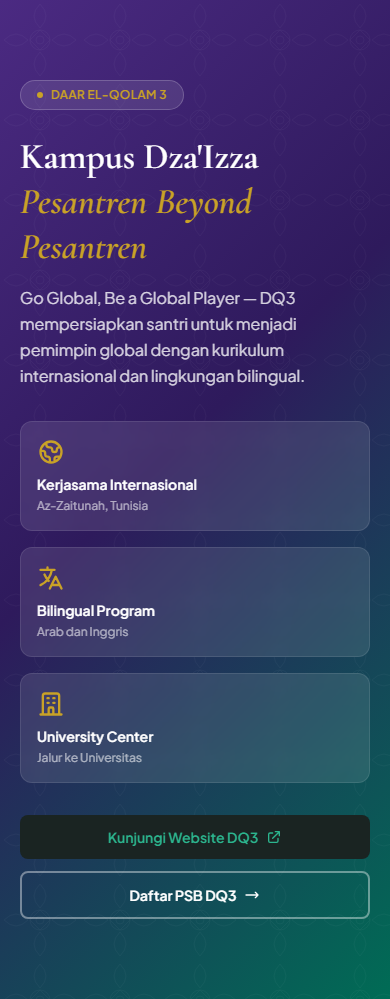 DAAR EL-QOLAM 3
Kampus Dza'Izza
Pesantren Beyond
Pesantren
Go Global, Be a Global Player — DQ3
mempersiapkan santri untuk menjadi
pemimpin global dengan kurikulum
internasional dan lingkungan bilingual.
Kerjasama Internasional
Az-Zaitunah, Tunisia
Bilingual Program
Arab dan Inggris
University Center
Jalur ke Universitas
Kunjungi Website DQ3
Daftar PSB DQ3 →